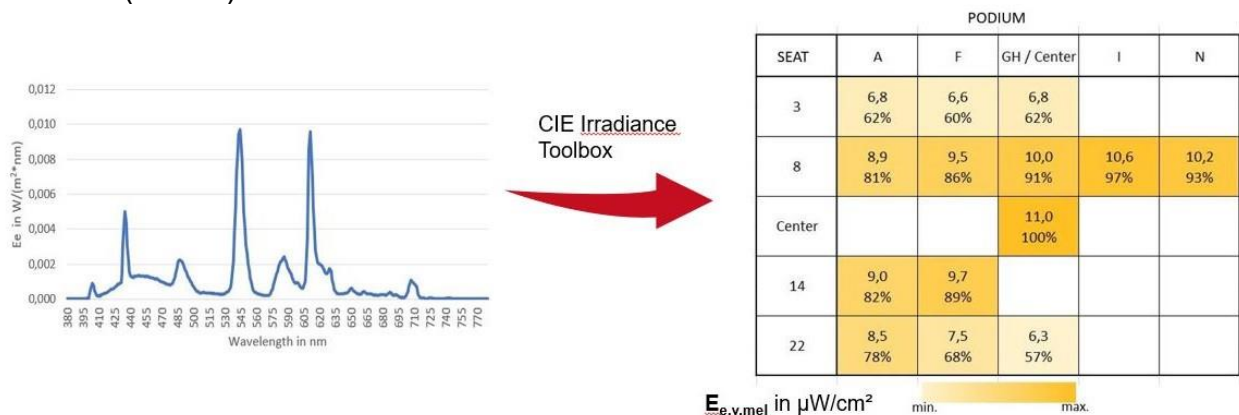 PODIUM
SEAT A F GH / Center I N
3 6,8 6,6 6,8
62% 60% 62%
8 8,9 9,5 10,0 10,6 10,2
81% 86% 91% 97% 93%
Center 11,0
100%
14 9,0 9,7
82% 89%
22 8,5 7,5 6,3
78% 68% 57%
E e,v,mel in µW/cm²
min. max.
CIE Irradiance
Toolbox
0,012
0,010
0,008
0,006
0,004
0,002
0,000
Ee in W/(m²*nm)
380 395 410 425 440 455 470 485 500 515 530 545 560 575 590 605 620 635 650 665 680 695 710 725 740 755 770
Wavelength in nm